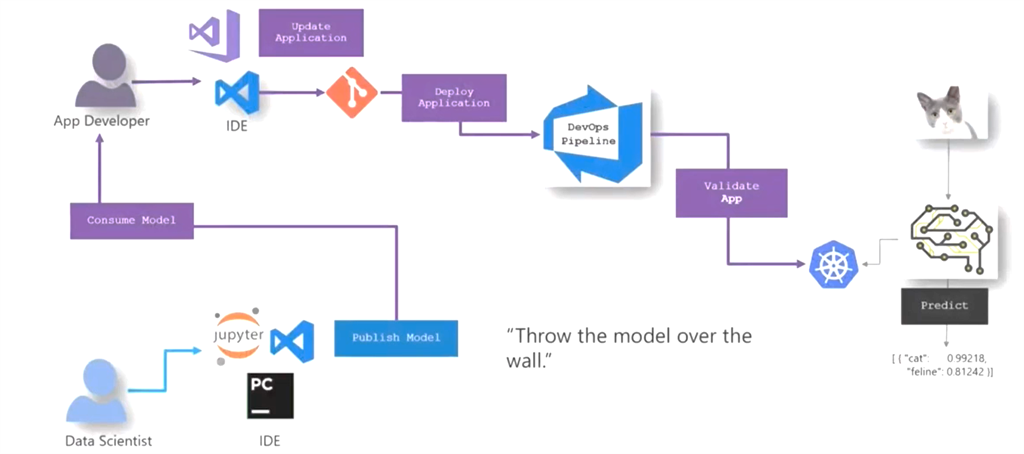 Update
Application
App Developer
IDE
Deploy
Application
DevOps
Pipeline
Validate
App
Consume Model
Predict
[ { "cat": 0.99218,
"feline": 0.81242 }]
jupyter
Publish Model
"Throw the model over the
wall."
PC
Data Scientist
IDE